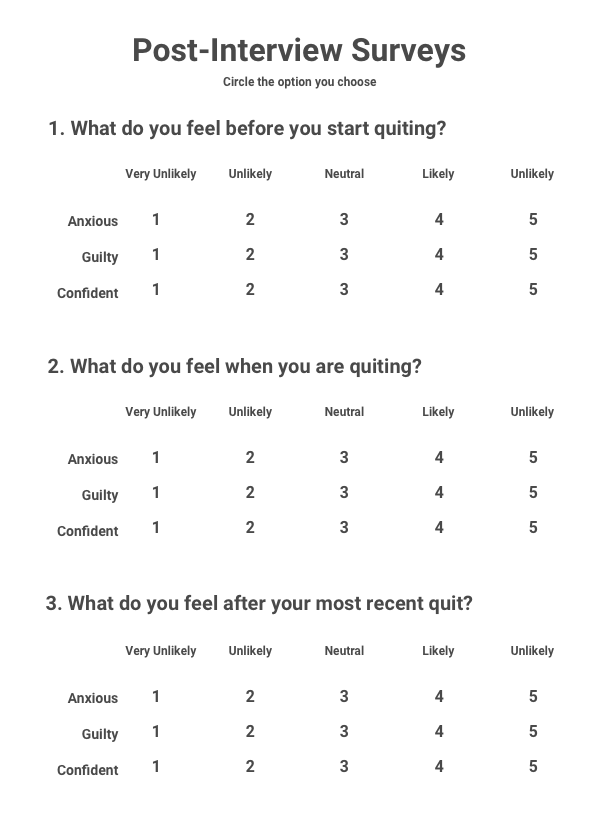 Post-Interview Surveys
Circle the option you choose
1. What do you feel before you start quiting?
Very Unlikely Unlikely Neutral Likely Unlikely
Anxious 1 2 3 4 5
Guilty 1 2 3 4 5
Confident 1 2 3 4 5
2. What do you feel when you are quiting?
Very Unlikely Unlikely Neutral Likely Unlikely
Anxious 1 2 3 4 5
Guilty 1 2 3 4 5
Confident 1 2 3 4 5
3. What do you feel after your most recent quit?
Very Unlikely Unlikely Neutral Likely Unlikely
Anxious 1 2 3 4 5
Guilty 1 2 3 4 5
Confident 1 2 3 4 5